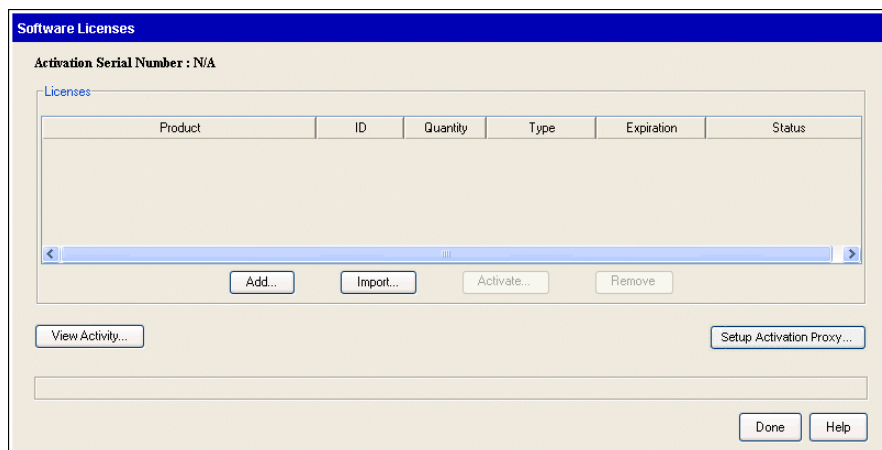 Software Licenses
Activation Serial Number : N/A
Licenses
Product ID Quantity Type Expiration Status
Add... Import... Activate... Remove
View Activity... Setup Activation Proxy...
Done Help